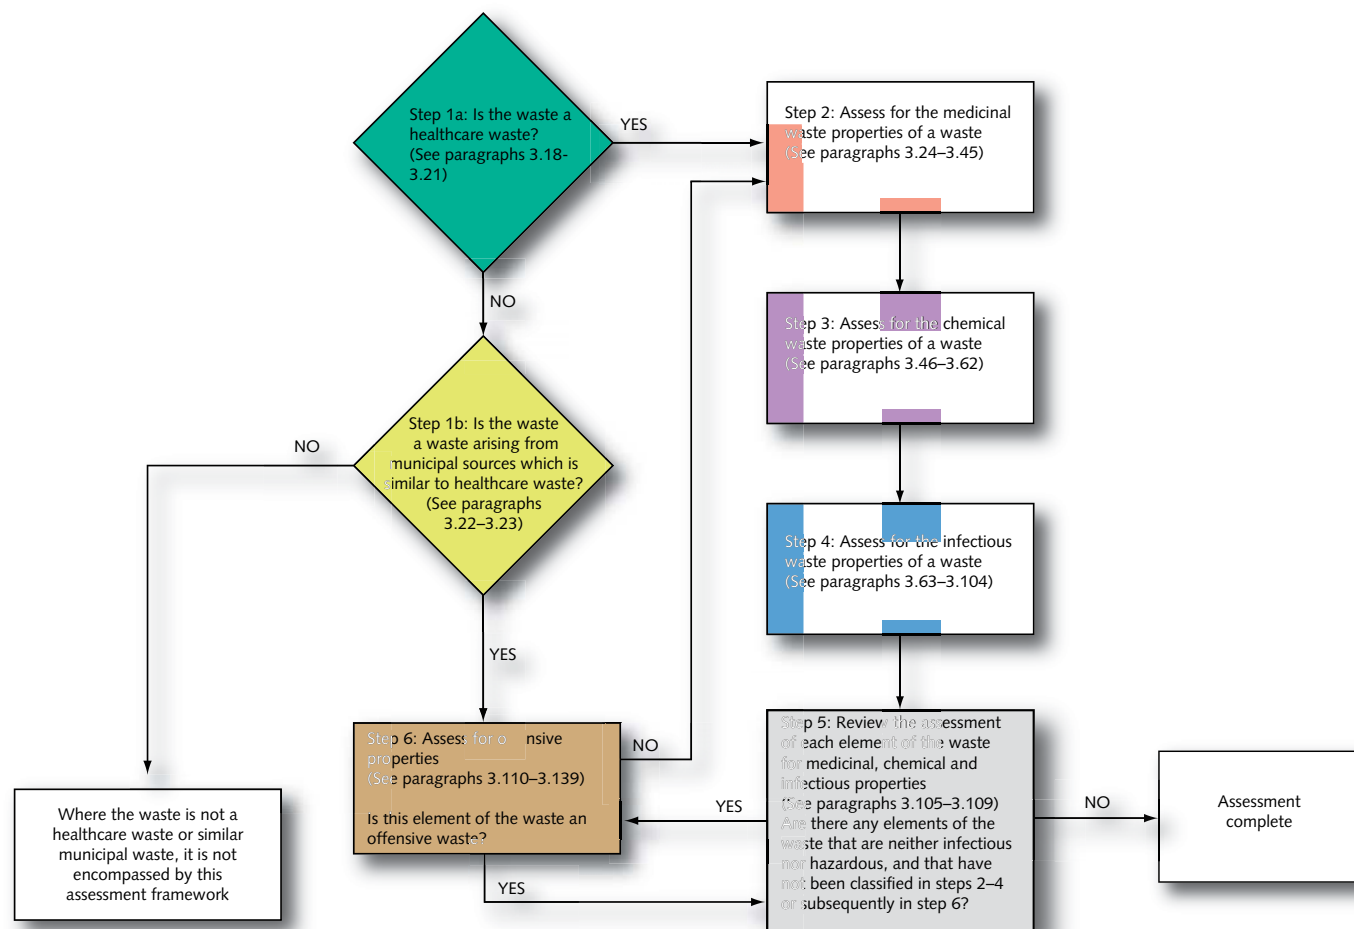 Step 1a: Is the waste a
healthcare waste?
(See paragraphs 3.18-
3.21)
YES
NO
Step 2: Assess for the medicinal
waste properties of a waste
(See paragraphs 3.24–3.45)
Step 3: Assess for the chemical
waste properties of a waste
(See paragraphs 3.46–3.62)
Step 1b: Is the waste
a waste arising from
municipal sources which is
similar to healthcare waste?
(See paragraphs
3.22–3.23)
NO
YES
Step 4: Assess for the infectious
waste properties of a waste
(See paragraphs 3.63–3.104)
Step 6: Assess for o nsive
properties
(See paragraphs 3.110–3.139)
Is this element of the waste an
offensive waste?
NO
YES
YES
Step 5: Review the assessment
of each element of the waste
for medicinal, chemical and
infectious properties
(See paragraphs 3.105–3.109)
Are there any elements of the
waste that are neither infectious
nor hazardous, and that have
not been classified in steps 2–4
or subsequently in step 6?
NO
Assessment
complete
Where the waste is not a
healthcare waste or similar
municipal waste, it is not
encompassed by this
assessment framework